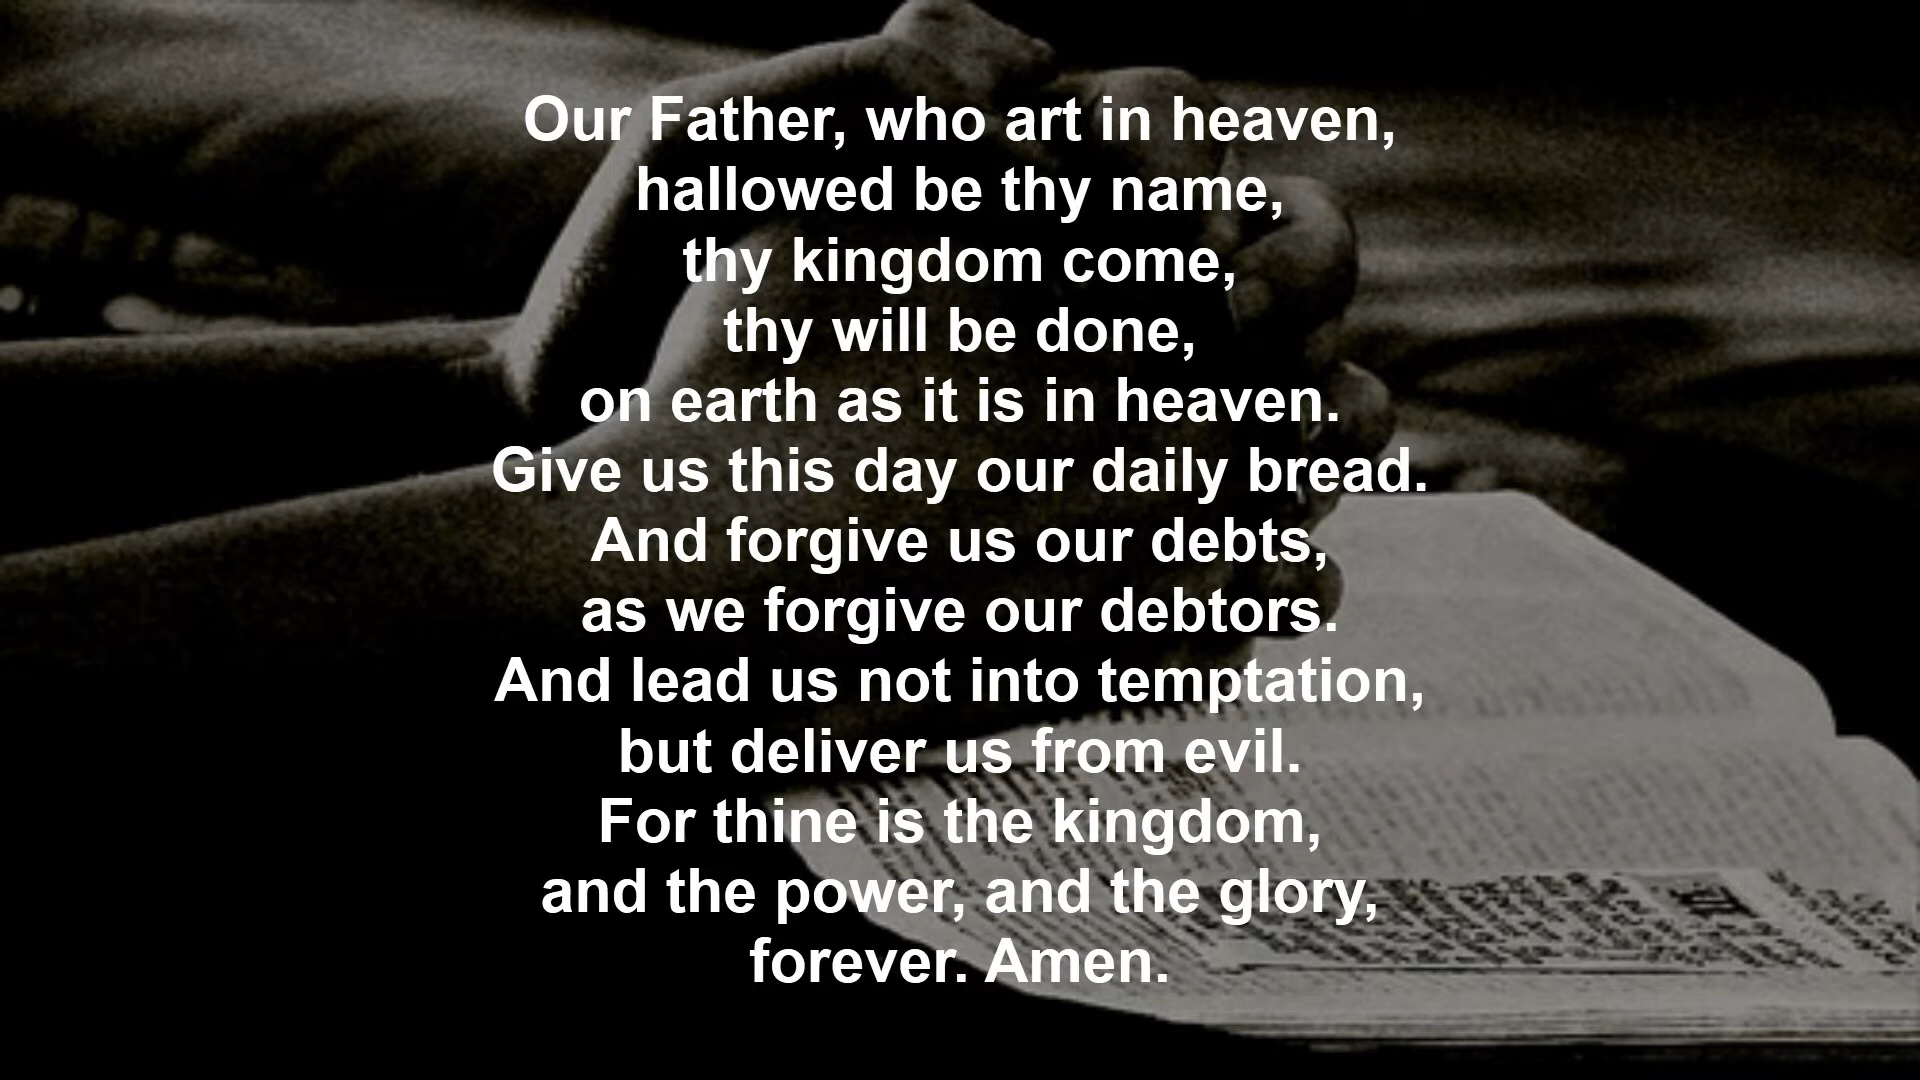 Our Father, who art in heaven,
hallowed be thy name,
thy kingdom come,
thy will be done,
on earth as it is in heaven.
Give us this day our daily bread.
And forgive us our debts,
as we forgive our debtors.
And lead us not into temptation,
but deliver us from evil.
For thine is the kingdom,
and the power, and the glory,
forever. Amen.